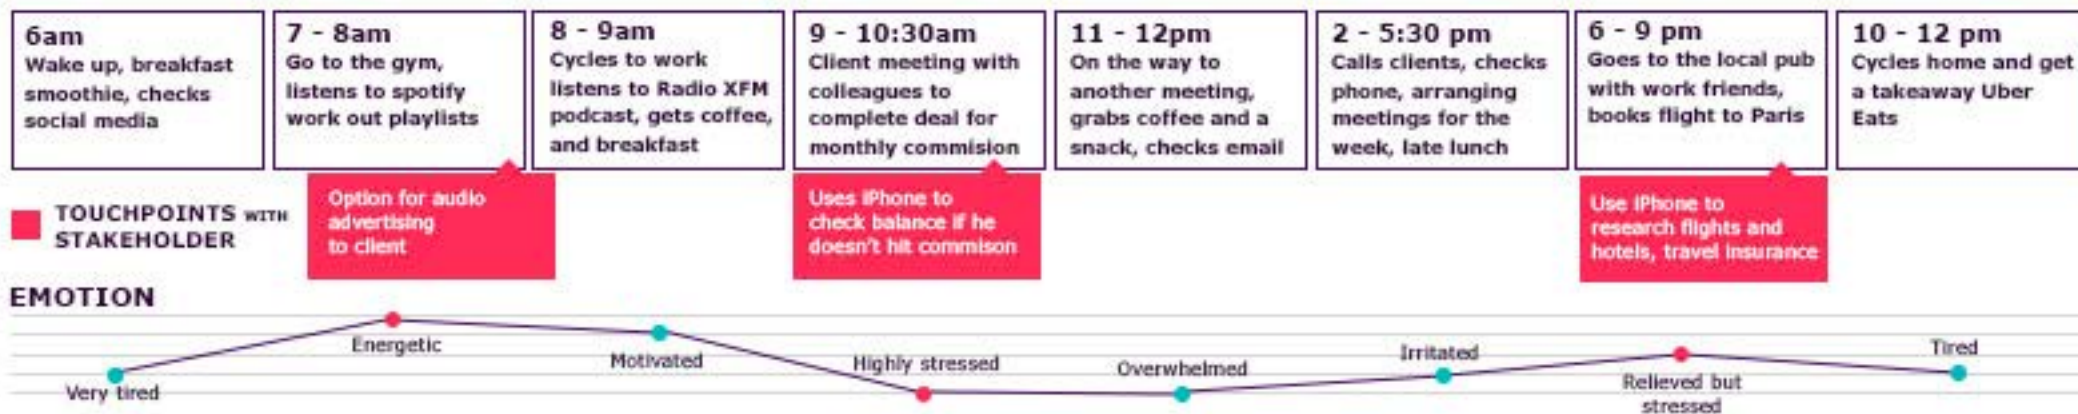 6am
Wake up, breakfast
smoothie, checks
social media
7 - 8am
Go to the gym,
listens to spotify
work out playlists
8 - 9am
Cycles to work
listens to Radio XFM
podcast, gets coffee,
and breakfast
9 - 10:30am
Client meeting with
colleagues to
complete deal for
monthly commision
11 - 12pm
On the way to
another meeting,
grabs coffee and a
snack, checks email
2 - 5:30 pm
Calls clients, checks
phone, arranging
meetings for the
week, late lunch
6 - 9 pm
Goes to the local pub
with work friends,
books flight to Paris
10 - 12 pm
Cycles home and get
a takeaway Uber
Eats
TOUCHPOINTS WITH
STAKEHOLDER
Option for audio
advertising
to client
Uses iPhone to
check balance if he
doesn't hit commison
Use iPhone to
research flights and
hotels, travel insurance
EMOTION
Very tired
Energetic
Motivated
Highly stressed
Overwhelmed
Irritated
Relieved but
stressed
Tired